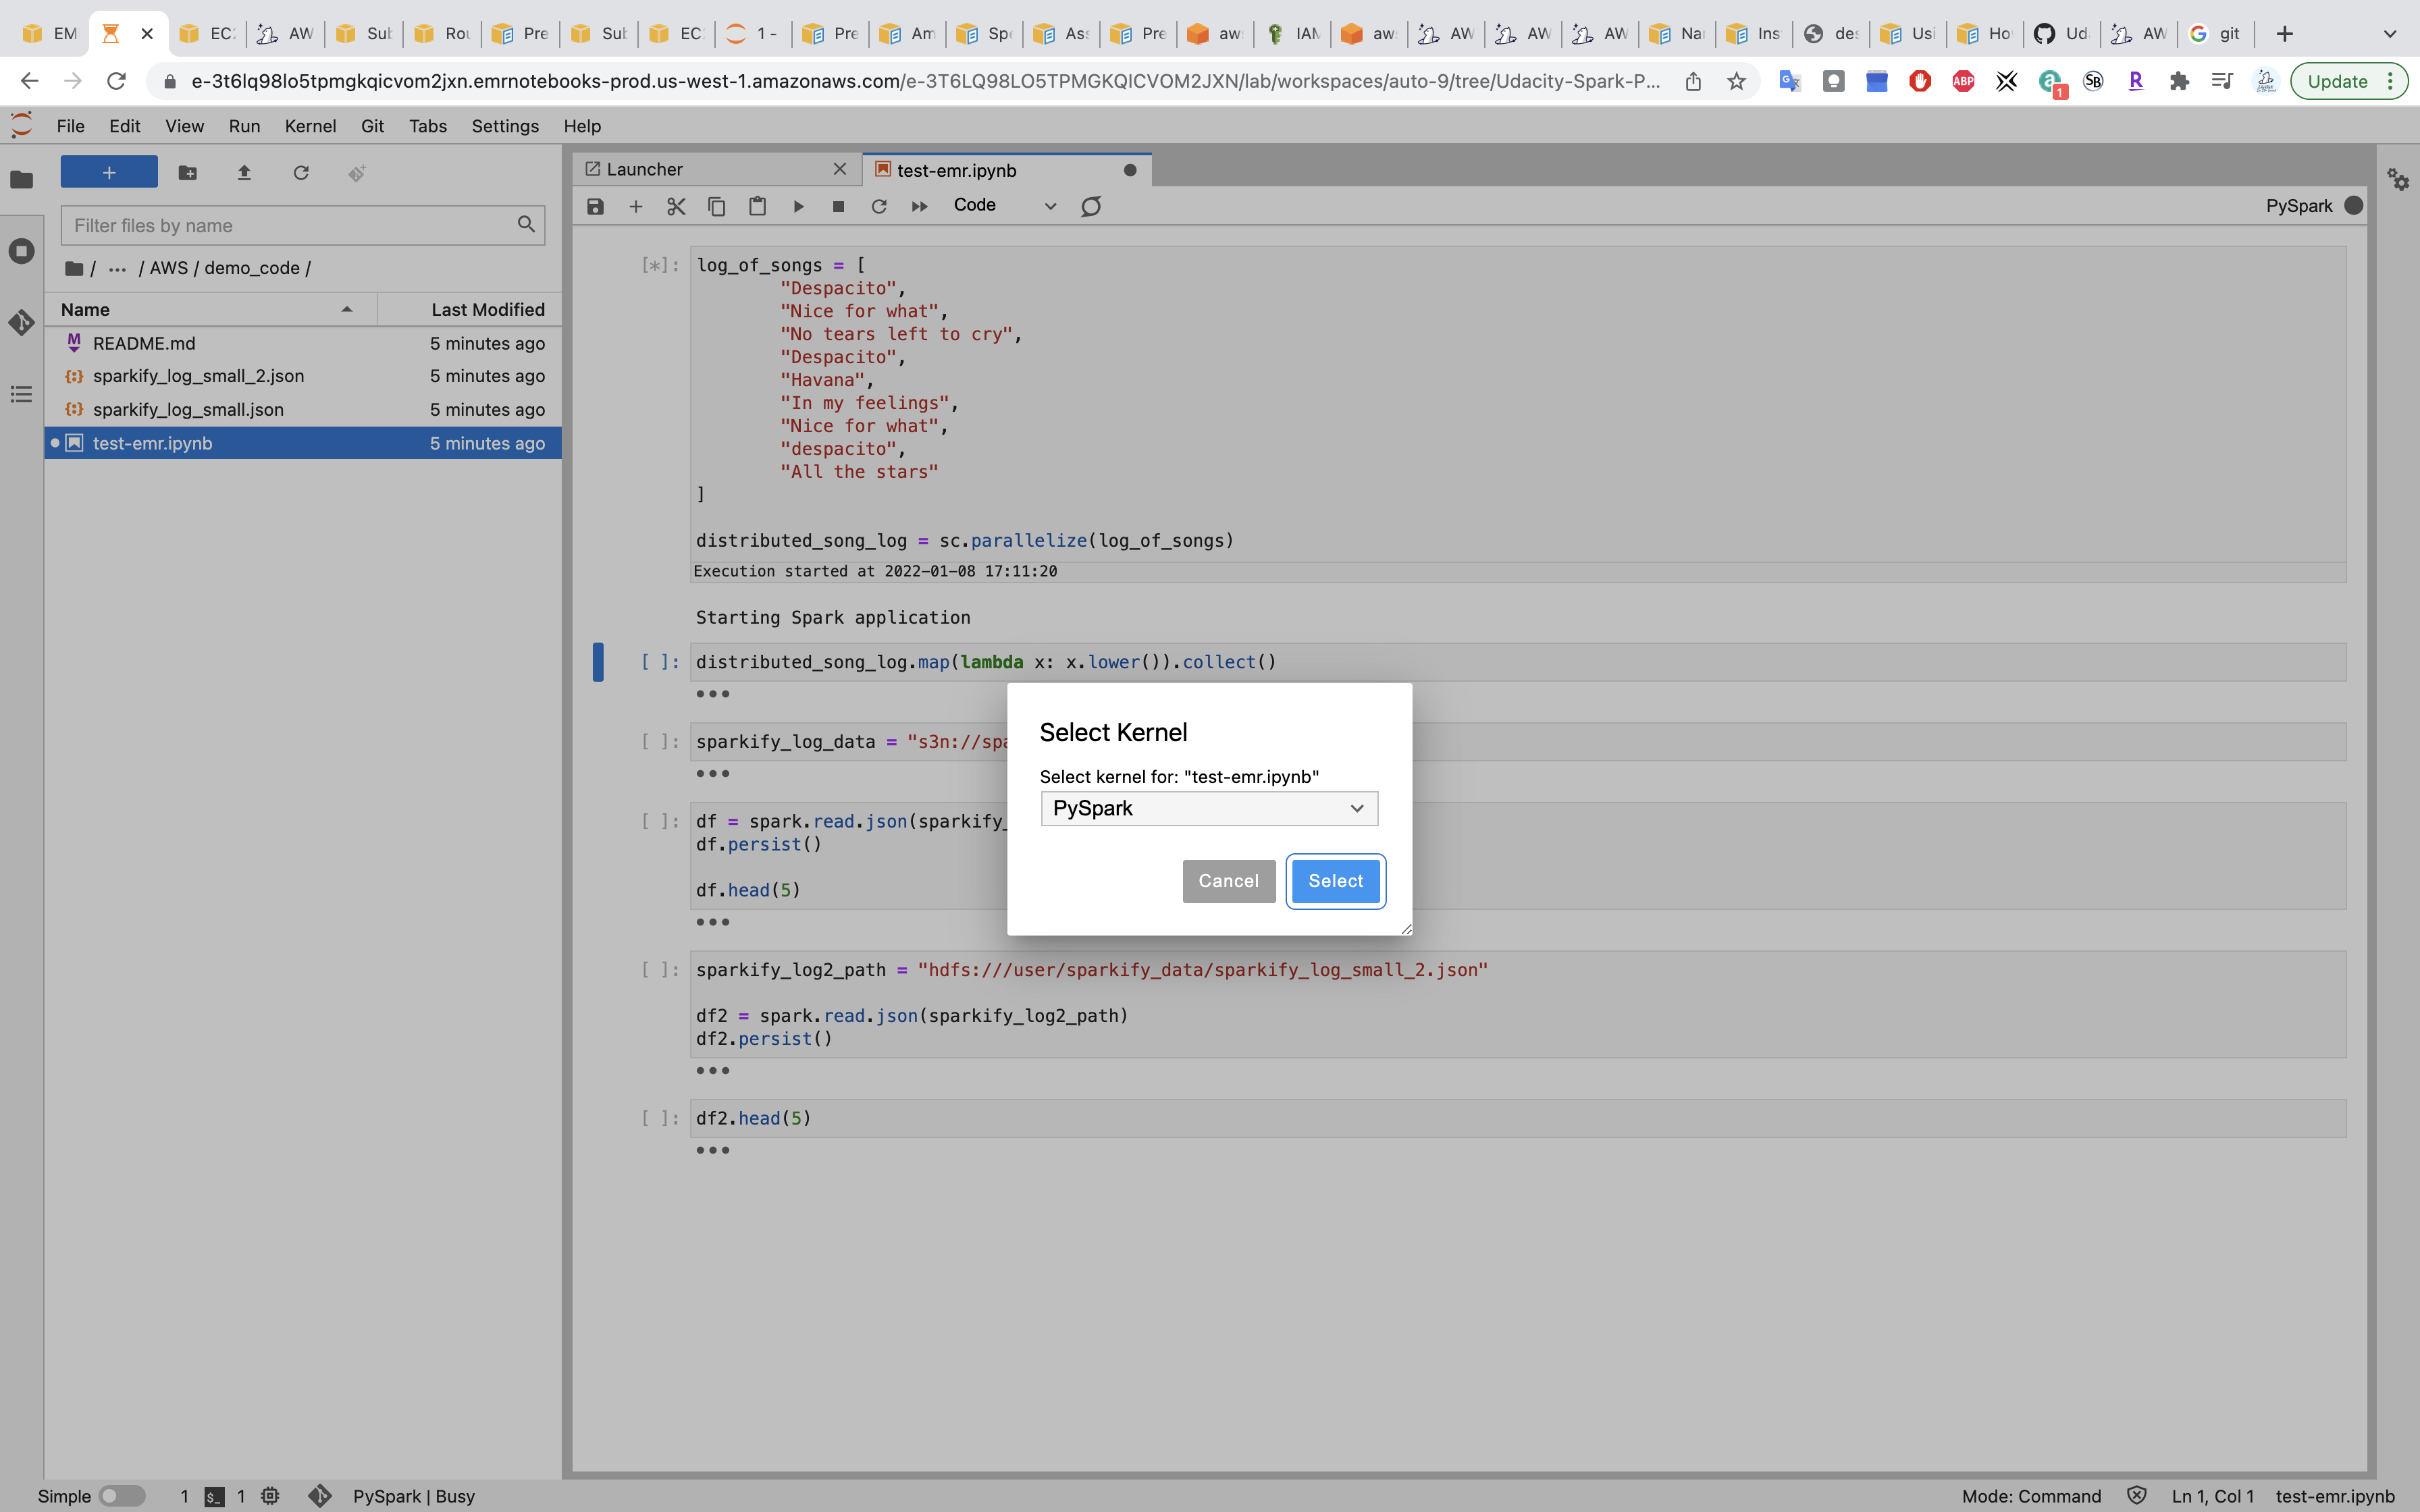 EM
EC
AW
Sub
Rou
Pre
Sub
EC
1 -
Pre
Am
Spe
Ass
Pre
aw
IAM
aw
AW
AW
AW
Na
Ins
des
Usi
Ho
Ud
AW
git
e-3t6lq98lo5tpmgkqicvom2jxn.emrnotebooks-prod.us-west-1.amazonaws.com/e-3T6LQ98LO5TPMGKQICVOM2JXN/lab/workspaces/auto-9/tree/Udacity-Spark-P...
ABP
1
SB
R
Update
File Edit View Run Kernel Git Tabs Settings Help
Filter files by name
/ ··· / AWS / demo_code /
Name Last Modified
README.md 5 minutes ago
sparkify_log_small_2.json 5 minutes ago
sparkify_log_small.json 5 minutes ago
test-emr.ipynb 5 minutes ago
Launcher
test-emr.ipynb
Code
PySpark
[*]: log_of_songs = [
"Despacito",
"Nice for what",
"No tears left to cry",
"Despacito",
"Havana",
"In my feelings",
"Nice for what",
"despacito",
"All the stars"
]
distributed_song_log = sc.parallelize(log_of_songs)
Execution started at 2022-01-08 17:11:20
Starting Spark application
[ ]: distributed_song_log.map(lambda x: x.lower()).collect()
[ ]: sparkify_log_data = "s3n://spa
[ ]: df = spark.read.json(sparkify_
df.persist()
df.head(5)
Select Kernel
Select kernel for: "test-emr.ipynb"
PySpark
Cancel Select
[ ]: sparkify_log2_path = "hdfs:///user/sparkify_data/sparkify_log_small_2.json"
df2 = spark.read.json(sparkify_log2_path)
df2.persist()
[ ]: df2.head(5)
Simple 1 $_ 1 PySpark | Busy Mode: Command Ln 1, Col 1 test-emr.ipynb